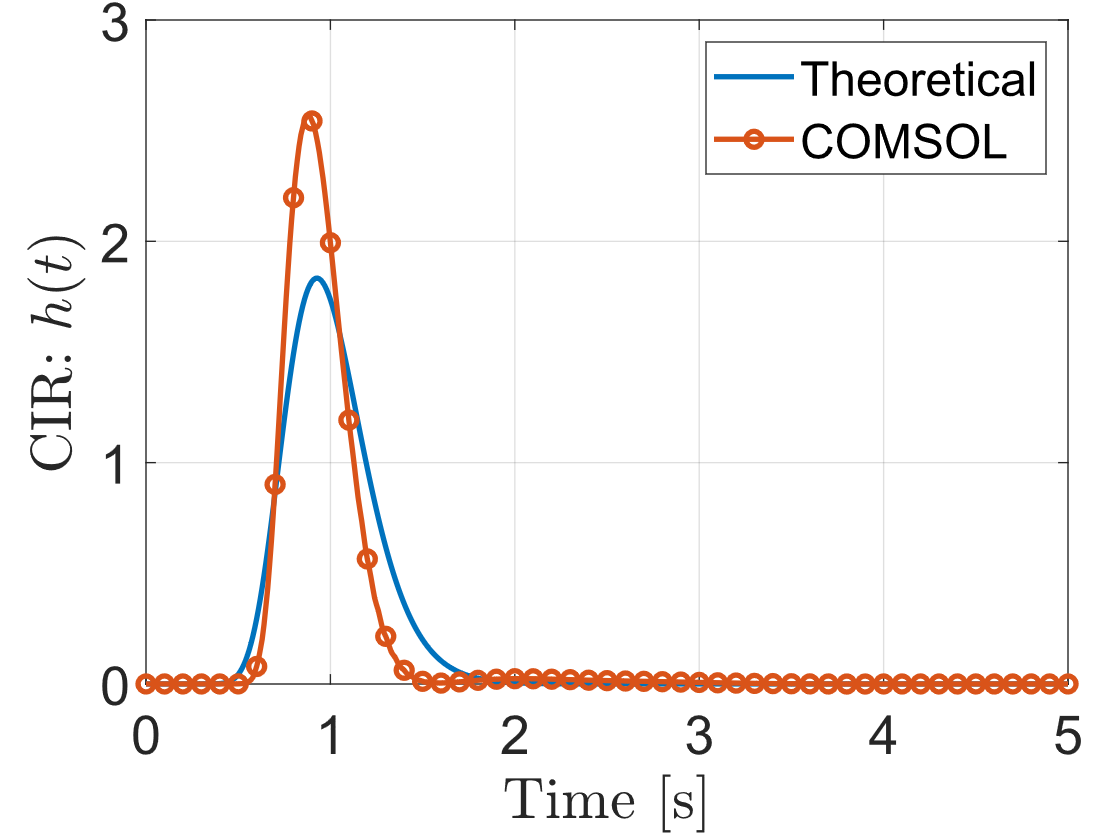 3
2
1
0
CIR: h(t)
Theoretical
COMSOL
0 1 2 3 4 5
Time [s]